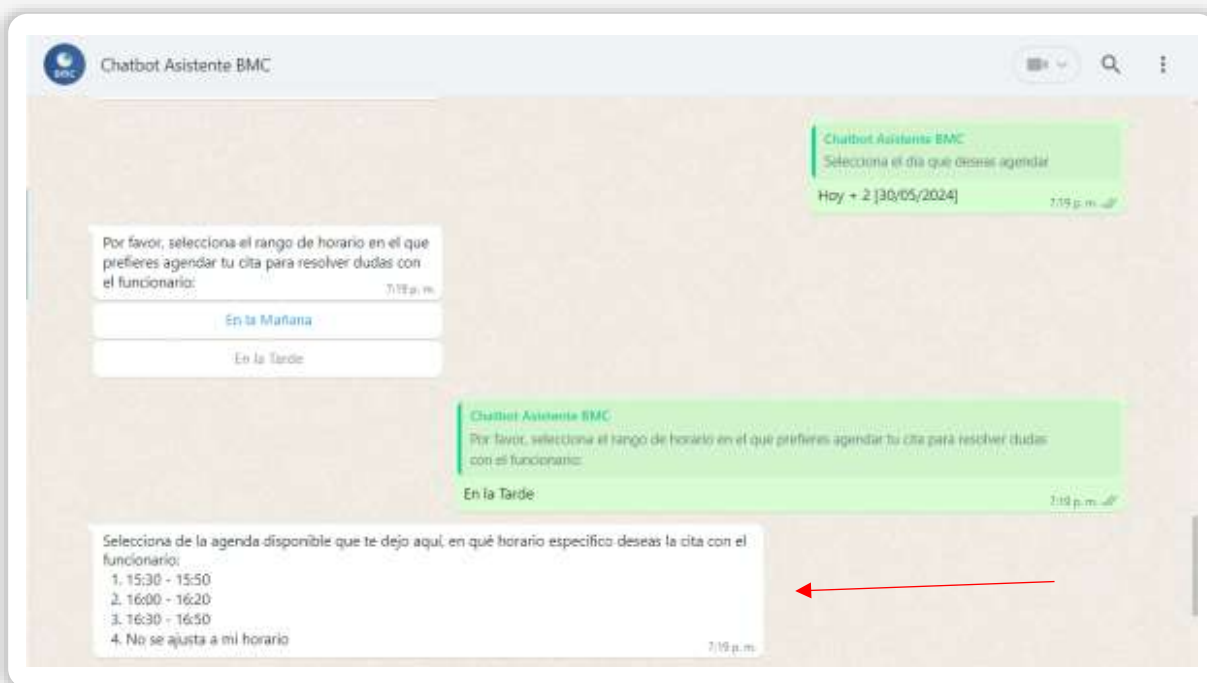 BMC
Chatbot Asistente BMC
Chatbot Asistente BMC
Selecciona el día que deseas agendar
Hoy + 2 [30/05/2024]
7:19 p. m.
Por favor, selecciona el rango de horario en el que
prefieres agendar tu cita para resolver dudas con
el funcionario:
7:19 p. m.
En la Mañana
En la Tarde
Chatbot Asistente BMC
Por favor, selecciona el rango de horario en el que prefieres agendar tu cita para resolver dudas
con el funcionario:
En la Tarde
7:19 p. m.
Selecciona de la agenda disponible que te dejo aquí, en qué horario específico deseas la cita con el
funcionario:
1. 15:30 - 15:50
2. 16:00 - 16:20
3. 16:30 - 16:50
4. No se ajusta a mi horario
7:19 p. m.